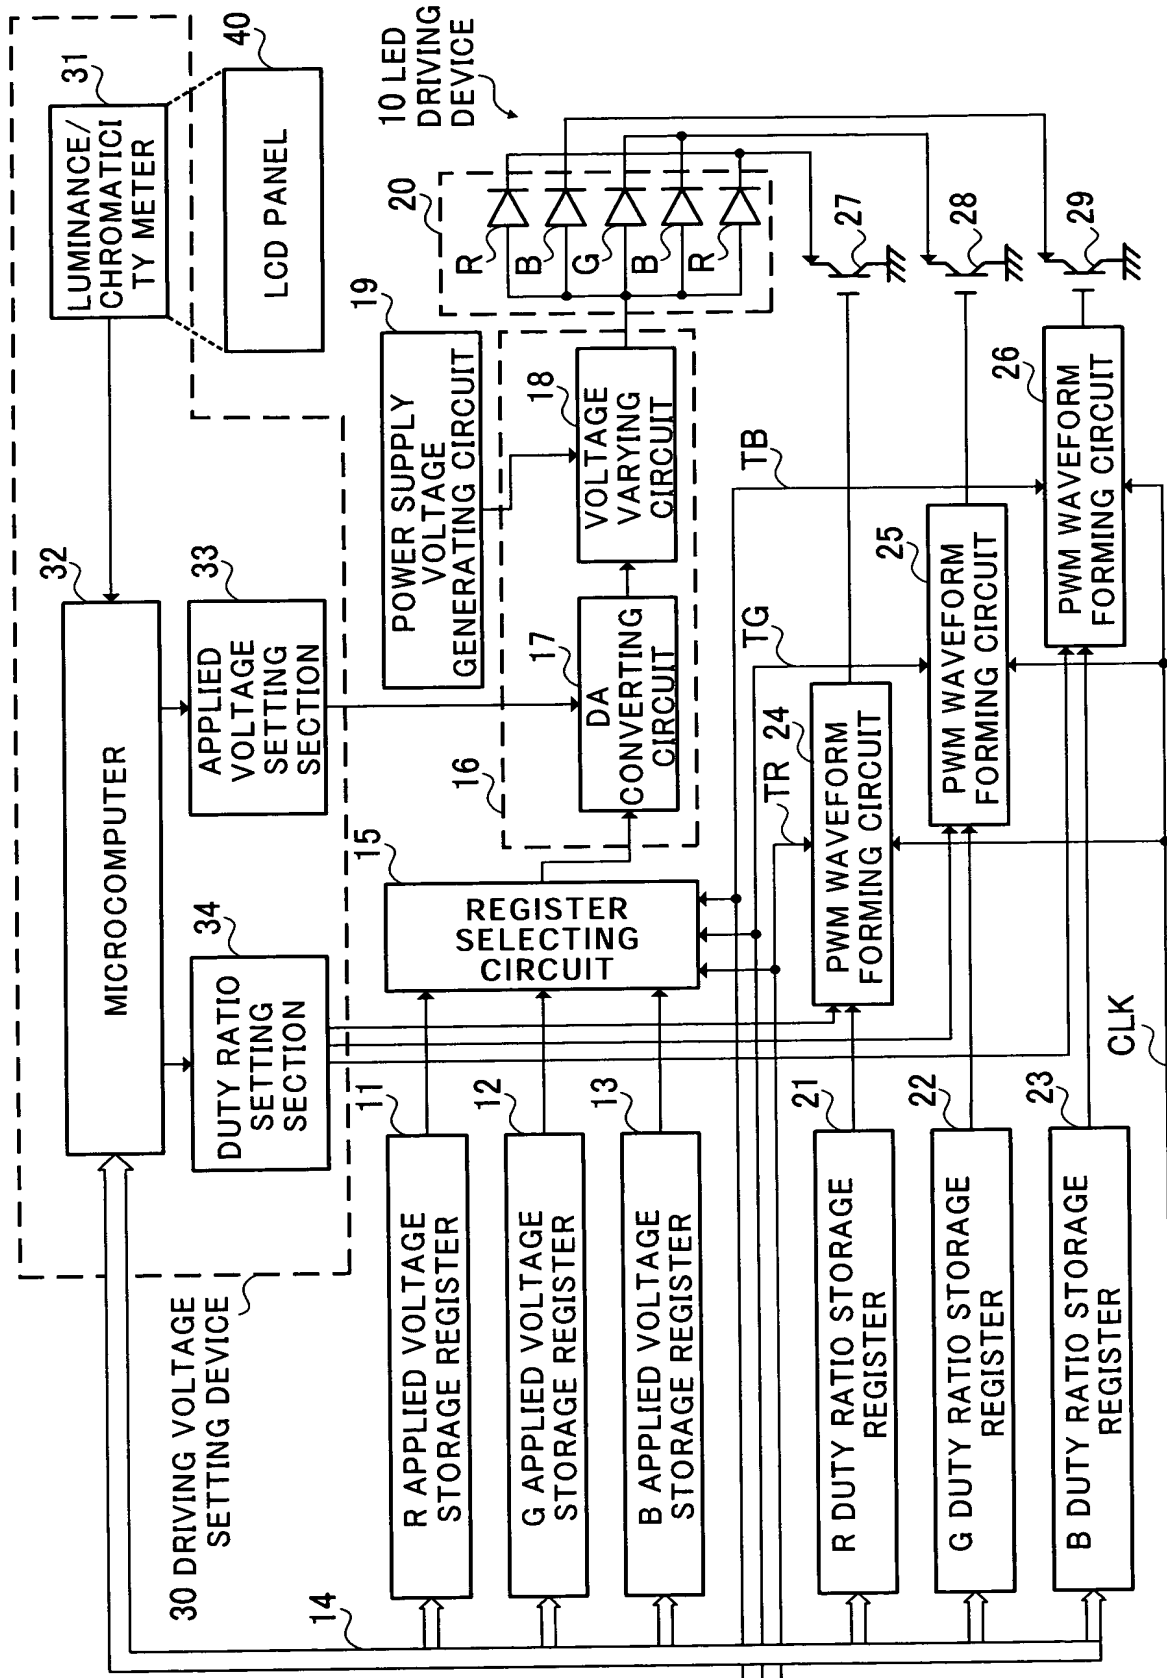 LUMINANCE/
CHROMATICI
TY METER
31
LCD PANEL
40
10 LED
DRIVING
DEVICE
MICROCOMPUTER
32
APPLIED
VOLTAGE
SETTING
SECTION
33
DUTY RATIO
SETTING
SECTION
34
30 DRIVING VOLTAGE
SETTING DEVICE
14
R APPLIED VOLTAGE
STORAGE REGISTER
11
G APPLIED VOLTAGE
STORAGE REGISTER
12
B APPLIED VOLTAGE
STORAGE REGISTER
13
REGISTER
SELECTING
CIRCUIT
15
16
DA
CONVERTING
CIRCUIT
17
VOLTAGE
VARYING
CIRCUIT
18
POWER SUPPLY
VOLTAGE
GENERATING CIRCUIT
19
20
R
B
G
B
R
R DUTY RATIO STORAGE
REGISTER
21
G DUTY RATIO STORAGE
REGISTER
22
B DUTY RATIO STORAGE
REGISTER
23
TR
TG
TB
PWM WAVEFORM
FORMING CIRCUIT
24
PWM WAVEFORM
FORMING CIRCUIT
25
PWM WAVEFORM
FORMING CIRCUIT
26
27
28
29
CLK